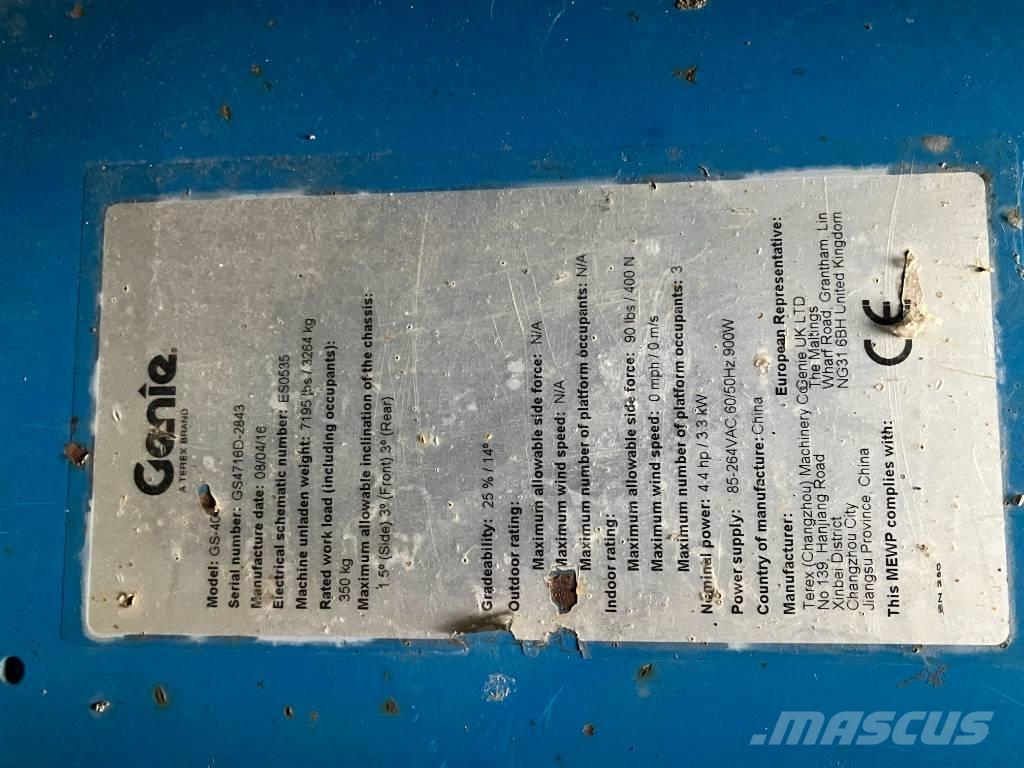 Genie
A TEREX BRAND
Model: GS-40
Serial number: GS4716D-2843
Manufacture date: 08/04/16
Electrical schematic number: ES0535
Machine unladen weight: 7195 lbs / 3264 kg
Rated work load (including occupants):
350 kg
Maximum allowable inclination of the chassis:
1.5° (Side) 3° (Front) 3° (Rear)
Gradeability: 25 % / 14°
Outdoor rating:
Maximum allowable side force: N/A
Maximum wind speed: N/A
Maximum number of platform occupants: N/A
Indoor rating:
Maximum allowable side force: 90 lbs / 400 N
Maximum wind speed: 0 mph / 0 m/s
Maximum number of platform occupants: 3
Nominal power: 4.4 hp / 3.3 kW
Power supply: 85-264VAC,60/50Hz,900W
Country of manufacture: China
Manufacturer:
Terex (Changzhou) Machinery Co
No 139, Hanjiang Road
Xinbei District
Changzhou City
Jiangsu Province, China
European Representative:
Genie UK LTD
The Maltings
Wharf Road, Grantham, Lin
NG31 6BH United Kingdom
This MEWP complies with:
CE
EN 280
MASCUS